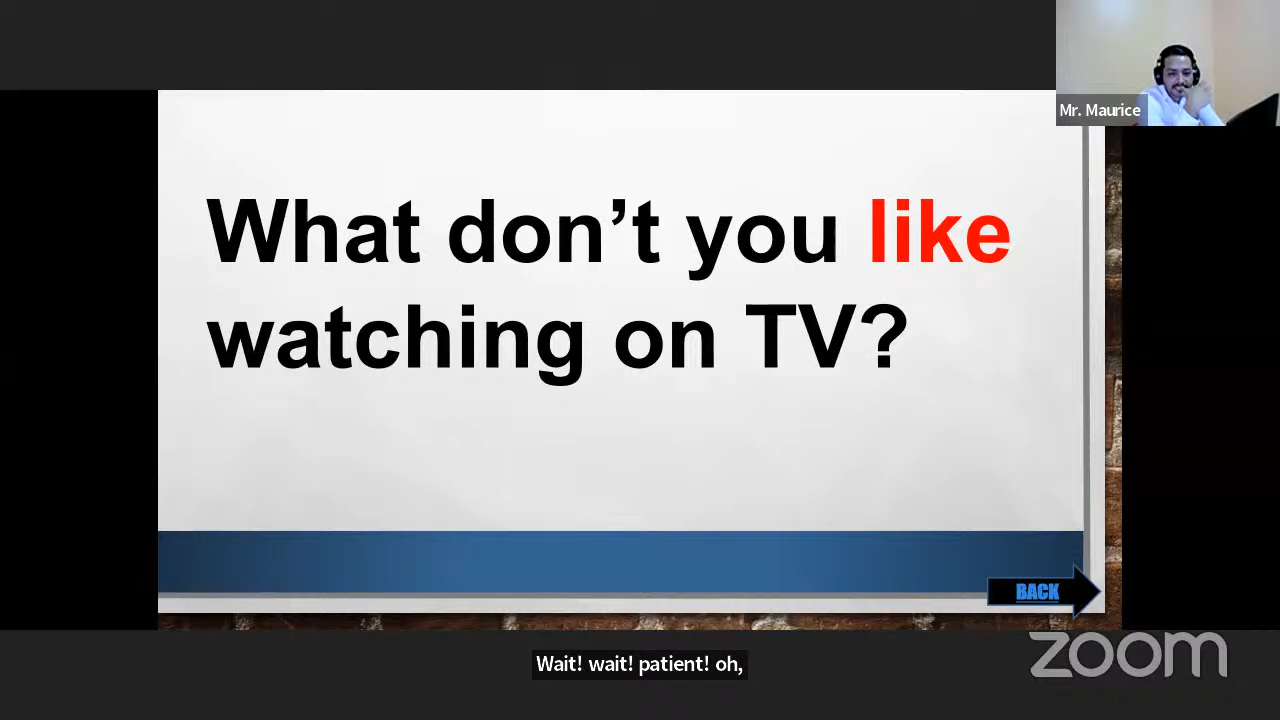 Mr. Maurice
What don’t you like
watching on TV?
BACK
zoom
Wait! wait! patient! oh,